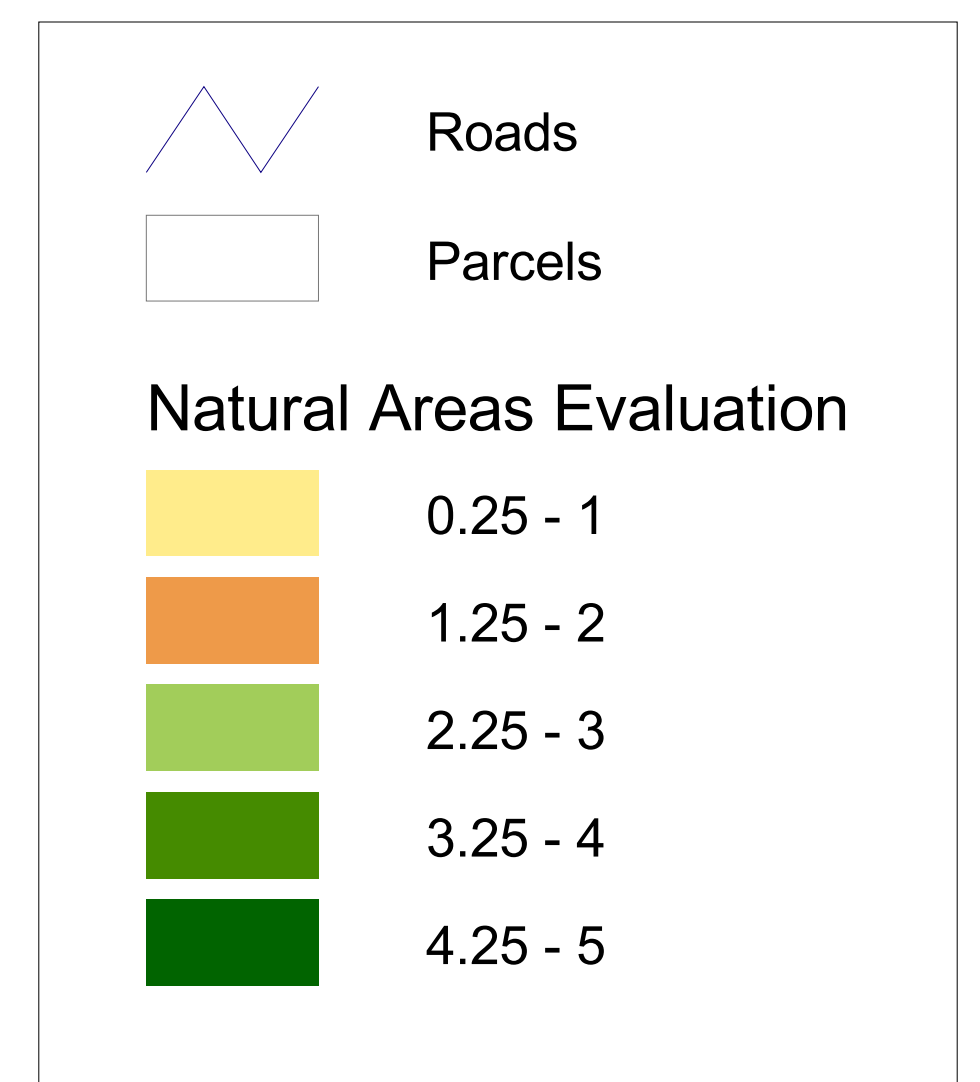 Roads
Parcels
Natural Areas Evaluation
0.25 - 1
1.25 - 2
2.25 - 3
3.25 - 4
4.25 - 5